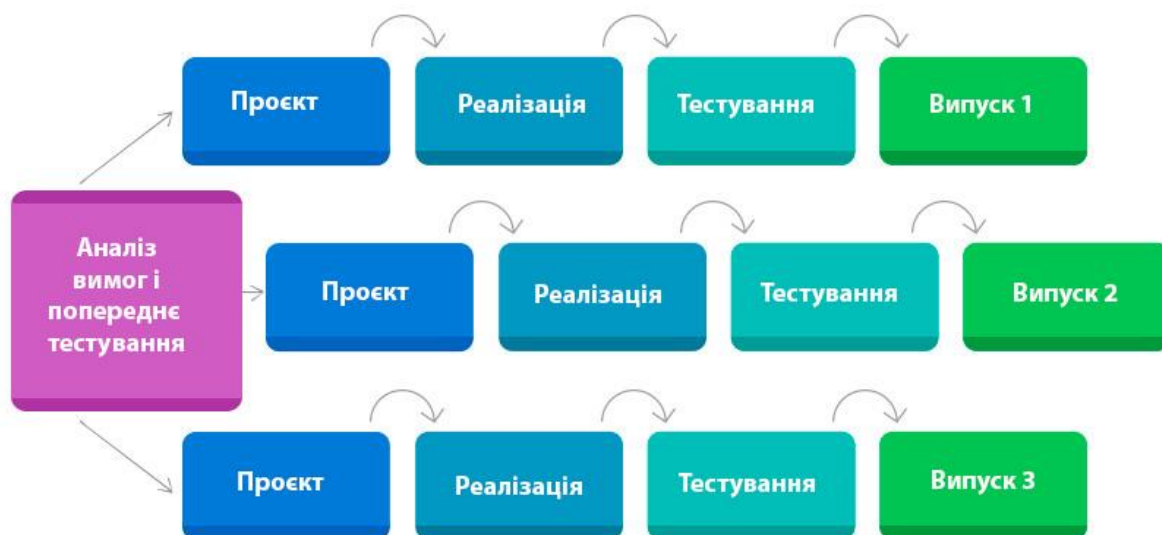 Проєкт
Реалізація
Тестування
Випуск 1
Аналіз
вимог і
попереднє
тестування
Проєкт
Реалізація
Тестування
Випуск 2
Проєкт
Реалізація
Тестування
Випуск 3